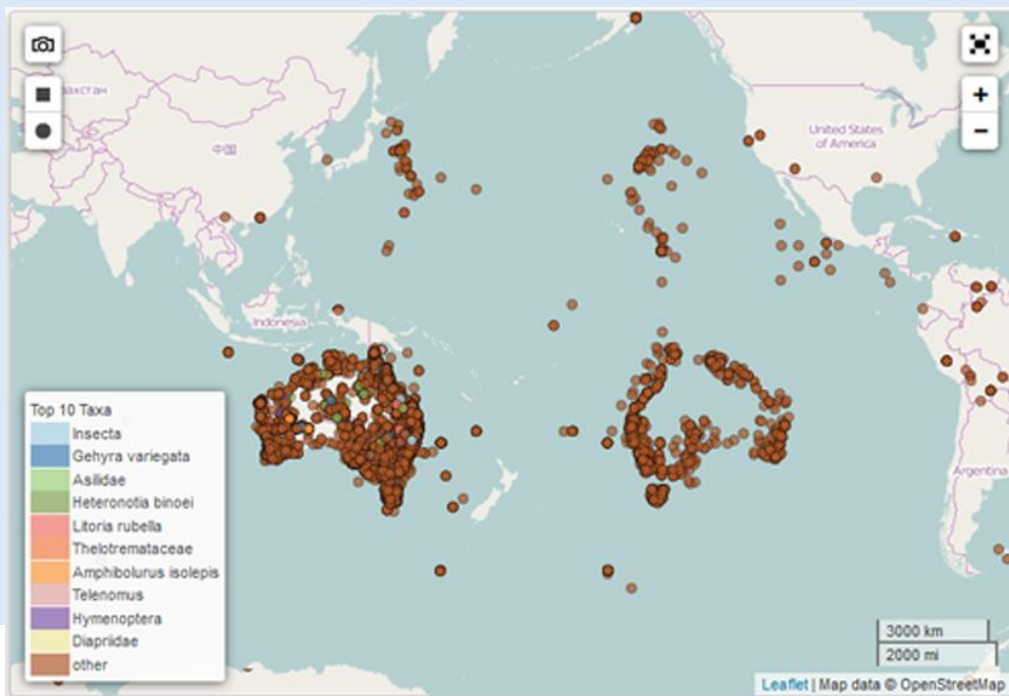 азахстан
中国
United States
of America
Indonesia
Argentina
Top 10 Taxa
Insecta
Gehyra variegata
Asilidae
Heteronotia binoei
Litoria rubella
Thelotremataceae
Amphibolurus isolepis
Telenomus
Hymenoptera
Diapriidae
other
+
−
3000 km
2000 mi
Leaflet | Map data © OpenStreetMap